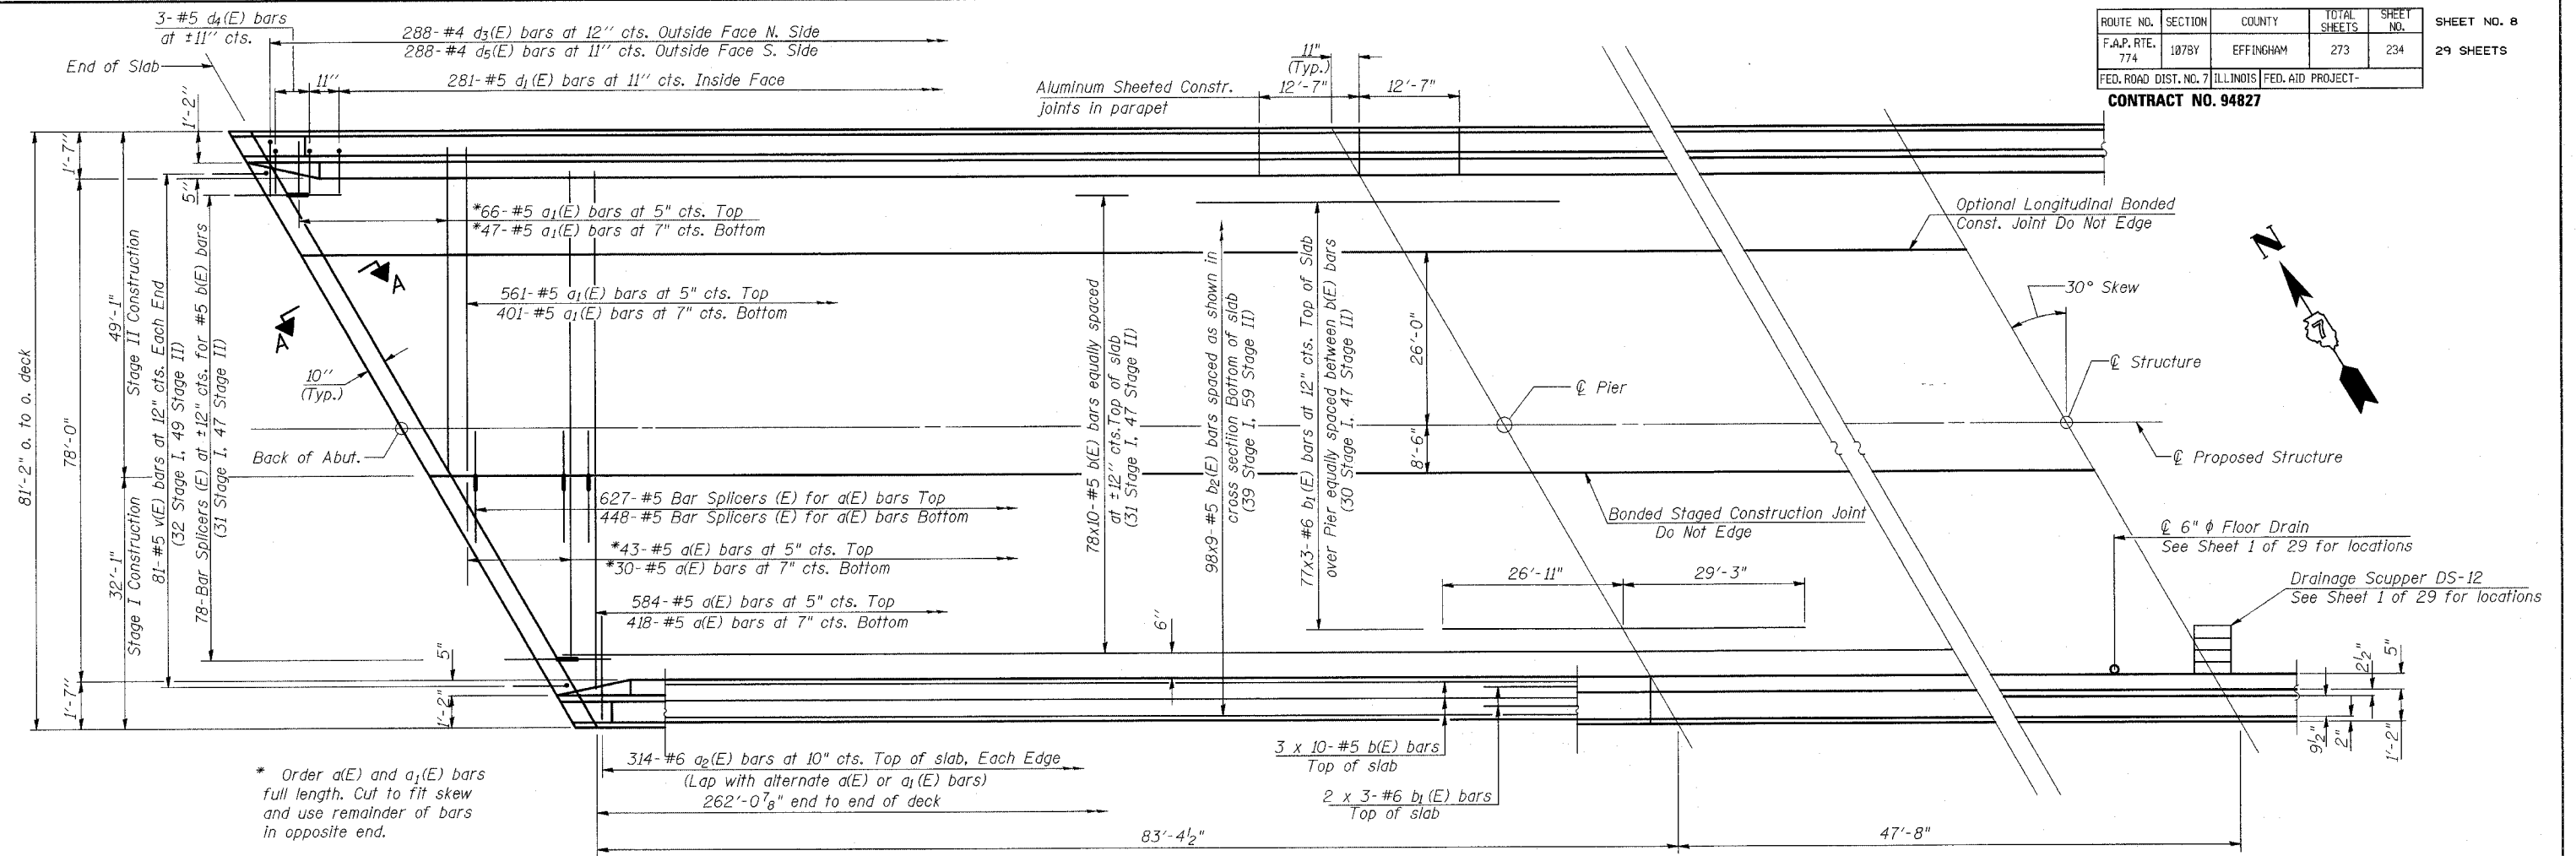 ROUTE NO. SECTION COUNTY TOTAL SHEETS SHEET NO.
F.A.P. RTE. 774 107BY EFFINGHAM 273 234
FED. ROAD DIST. NO. 7 ILLINOIS FED. AID PROJECT-
SHEET NO. 8
29 SHEETS
CONTRACT NO. 94827
3-#5 d4(E) bars
at ±11" cts.
288-#4 d3(E) bars at 12" cts. Outside Face N. Side
288-#4 d5(E) bars at 11" cts. Outside Face S. Side
End of Slab
11"
281-#5 d1(E) bars at 11" cts. Inside Face
Aluminum Sheeted Constr.
joints in parapet
11"
(Typ.)
12'-7"
12'-7"
1'-2"
1'-7"
5"
*66-#5 a1(E) bars at 5" cts. Top
*47-#5 a1(E) bars at 7" cts. Bottom
Optional Longitudinal Bonded
Const. Joint Do Not Edge
N
7
A
A
561-#5 a1(E) bars at 5" cts. Top
401-#5 a1(E) bars at 7" cts. Bottom
30° Skew
℄ Structure
10"
(Typ.)
℄ Pier
Back of Abut.
℄ Proposed Structure
81'-2" o. to o. deck
78'-0"
49'-1"
Stage II Construction
32'-1"
Stage I Construction
81-#5 v(E) bars at 12" cts. Each End
(32 Stage I, 49 Stage II)
78-Bar Splicers (E) at ±12" cts. for #5 b(E) bars
(31 Stage I, 47 Stage II)
78x10-#5 b(E) bars equally spaced
at ±12" cts. Top of slab
(31 Stage I, 47 Stage II)
98x9-#5 b2(E) bars spaced as shown in
cross sectiion Bottom of slab
(39 Stage I, 59 Stage II)
77x3-#6 b1(E) bars at 12" cts. Top of Slab
over Pier equally spaced between b(E) bars
(30 Stage I, 47 Stage II)
26'-0"
8'-6"
627-#5 Bar Splicers (E) for a(E) bars Top
448-#5 Bar Splicers (E) for a(E) bars Bottom
Bonded Staged Construction Joint
Do Not Edge
℄ 6" ϕ Floor Drain
See Sheet 1 of 29 for locations
*43-#5 a(E) bars at 5" cts. Top
*30-#5 a(E) bars at 7" cts. Bottom
26'-11"
29'-3"
Drainage Scupper DS-12
See Sheet 1 of 29 for locations
584-#5 a(E) bars at 5" cts. Top
418-#5 a(E) bars at 7" cts. Bottom
6"
5"
1'-7"
1'-2"
2½"
5"
9½"
2"
1'-2"
314-#6 a2(E) bars at 10" cts. Top of slab, Each Edge
(Lap with alternate a(E) or a1(E) bars)
262'-0⅞" end to end of deck
3 x 10-#5 b(E) bars
Top of slab
2 x 3-#6 b1(E) bars
Top of slab
* Order a(E) and a1(E) bars
full length. Cut to fit skew
and use remainder of bars
in opposite end.
83'-4½"
47'-8"